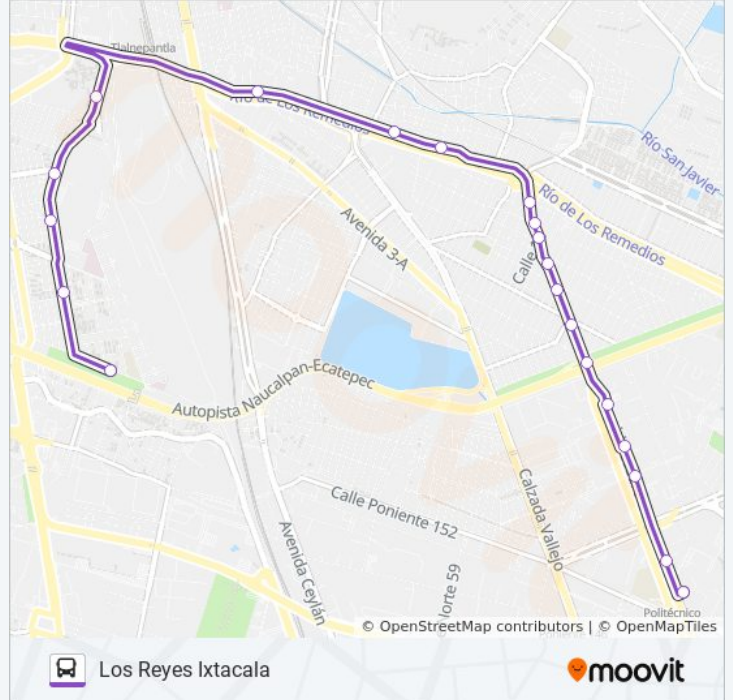 Tlalnepantla
Río de Los Remedios
Río San Javier
Río de Los Remedios
Avenida 3-A
Calle
Autopista Naucalpan-Ecatepec
Calle Poniente 152
Calzada Vallejo
Avenida Ceylán
Norte 59
Politécnico
© OpenStreetMap contributors | © OpenMapTiles
Los Reyes Ixtacala
moovit